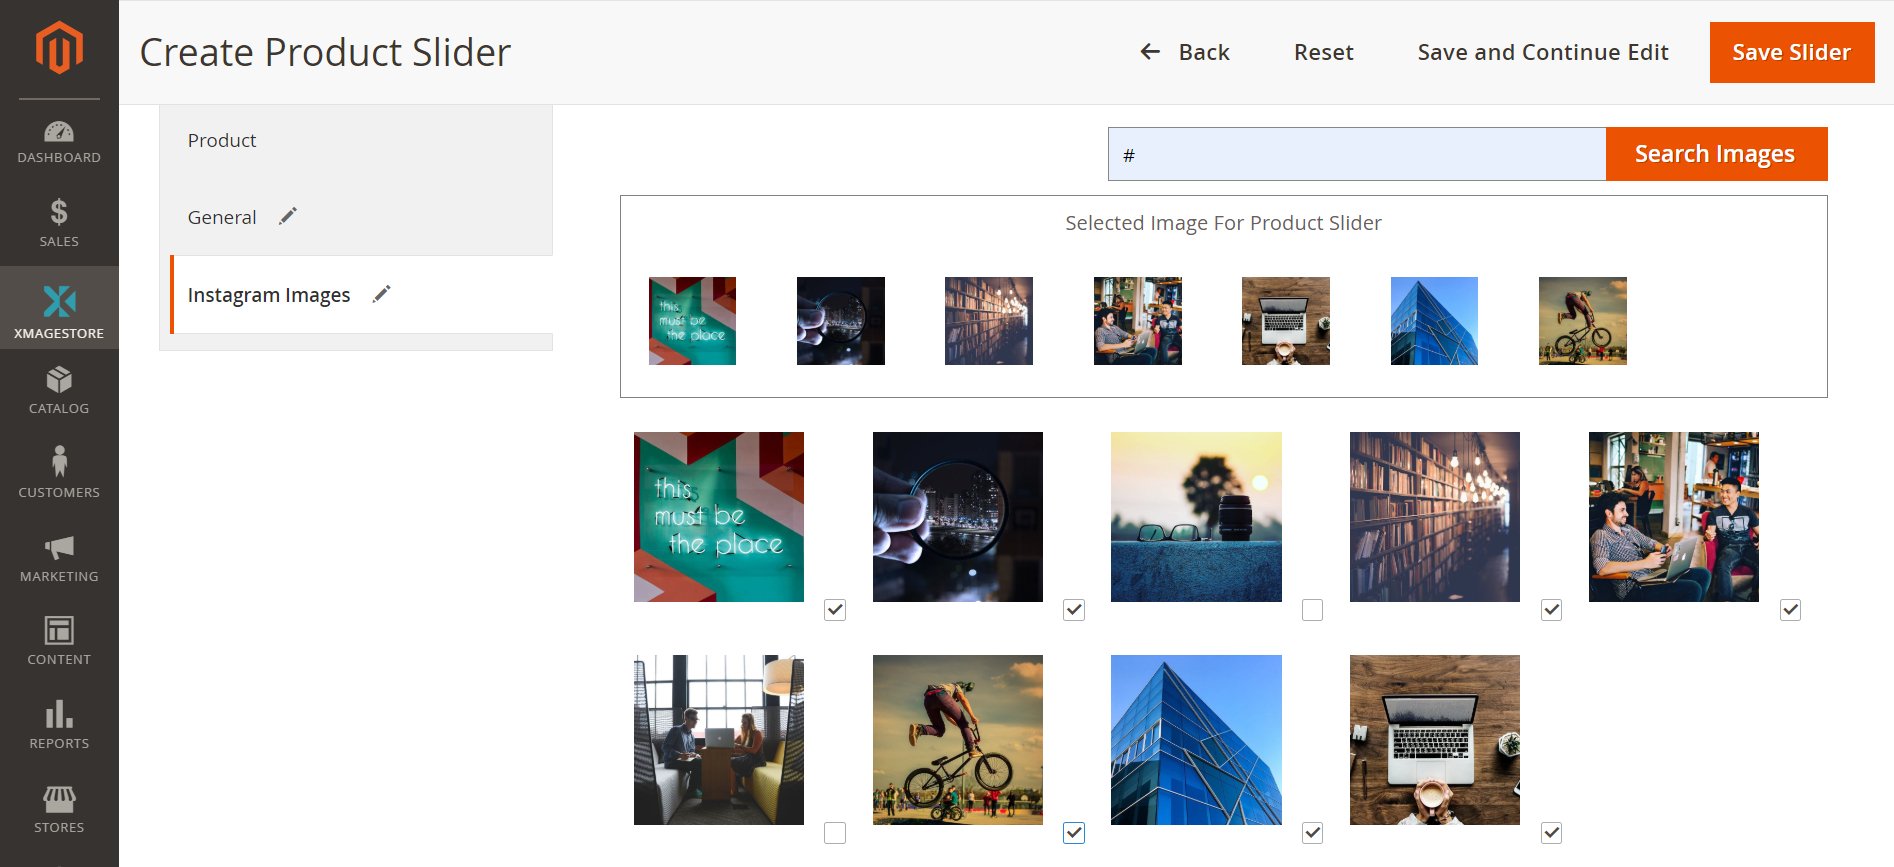 Create Product Slider
Back
Reset
Save and Continue Edit
Save Slider
DASHBOARD
SALES
XMAGESTORE
CATALOG
CUSTOMERS
MARKETING
CONTENT
REPORTS
STORES
Product
General
Instagram Images
#
Search Images
Selected Image For Product Slider
this
must be
the place
this
must be
the place